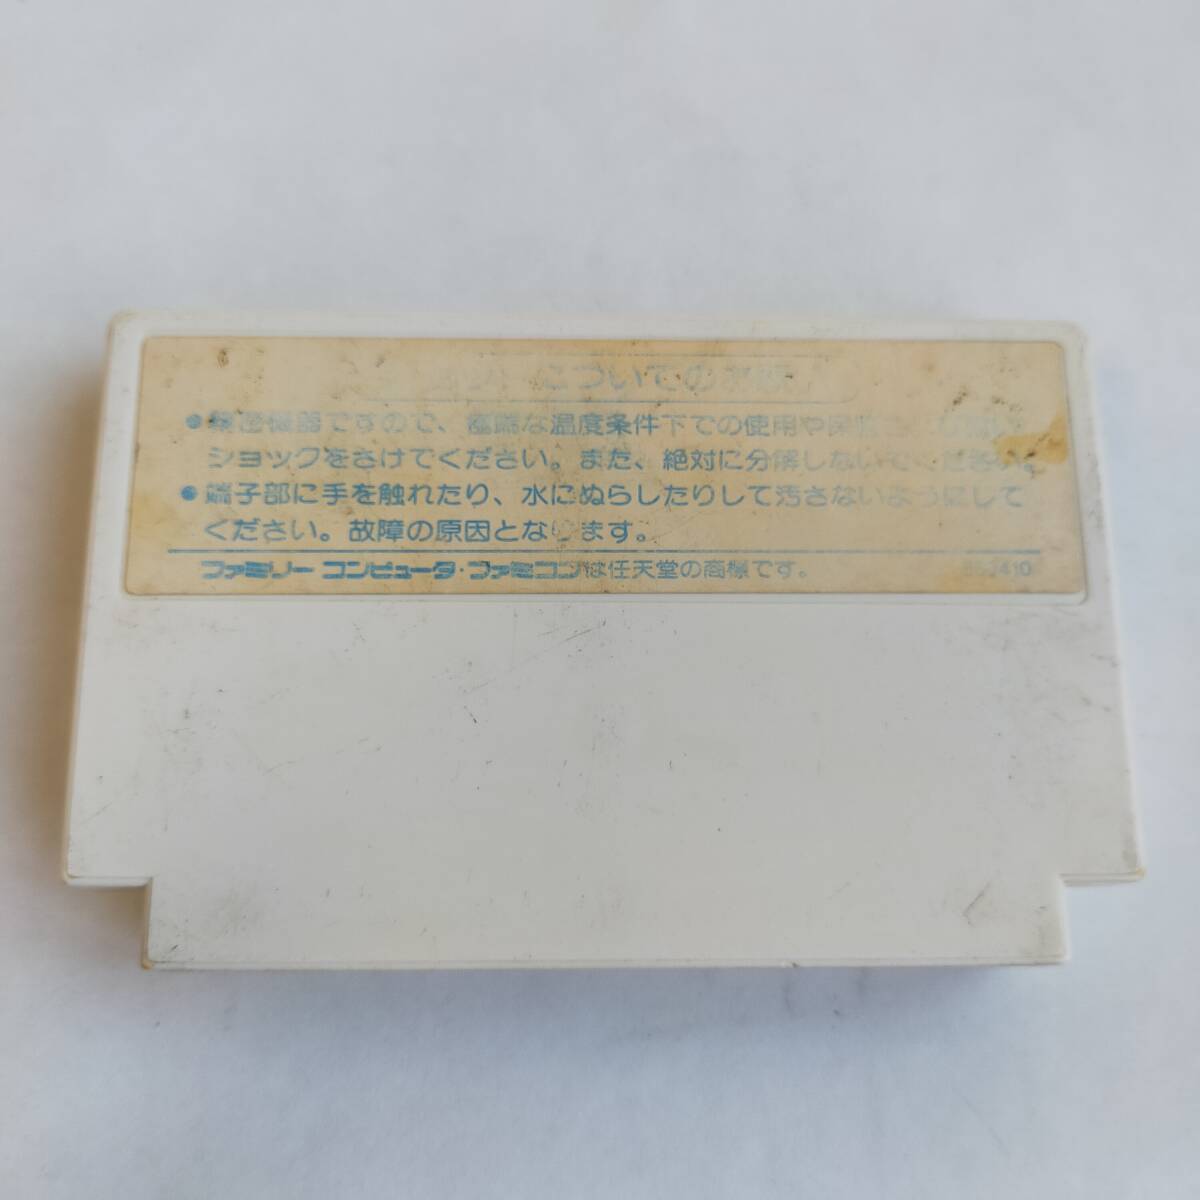 についてのお願い
●精密機器ですので、極端な温度条件下での使用や保管
ショックをさけてください。また、絶対に分解しないでください。
●端子部に手を触れたり、水にぬらしたりして汚さないようにして
ください。故障の原因となります。
ファミリー コンピュータ・ファミコンは任天堂の商標です。